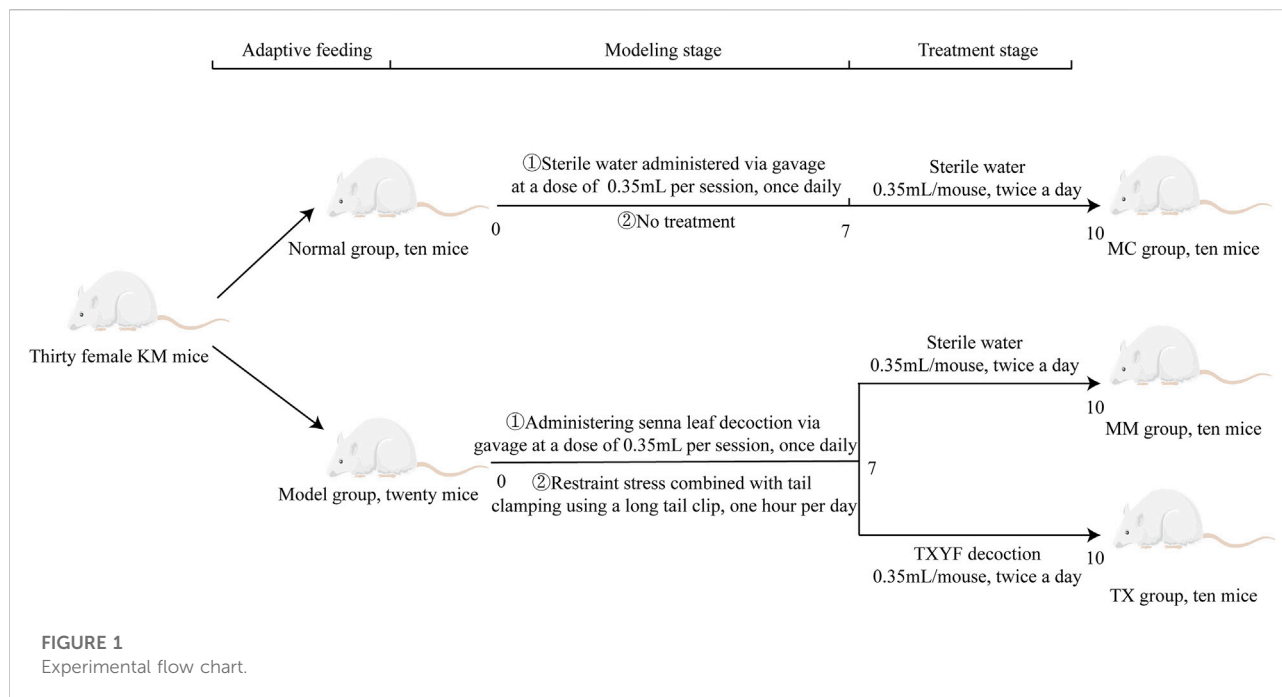 Adaptive feeding
Modeling stage
Treatment stage
①Sterile water administered via gavage
at a dose of 0.35mL per session, once daily
②No treatment
0
7
Sterile water
0.35mL/mouse, twice a day
10
Normal group, ten mice
MC group, ten mice
Thirty female KM mice
①Administering senna leaf decoction via
gavage at a dose of 0.35mL per session, once daily
0
②Restraint stress combined with tail
clamping using a long tail clip, one hour per day
7
Model group, twenty mice
Sterile water
0.35mL/mouse, twice a day
10
MM group, ten mice
TXYF decoction
0.35mL/mouse, twice a day
10
TX group, ten mice
FIGURE 1
Experimental flow chart.